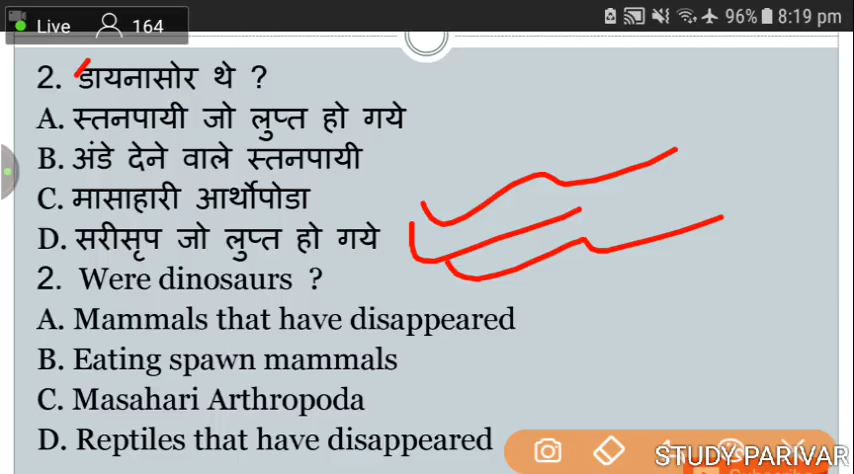 Live 164 96% 8:19 pm
2. डायनासोर थे ?
A. स्तनपायी जो लुप्त हो गये
B. अंडे देने वाले स्तनपायी
C. मासाहारी आर्थोपोडा
D. सरीसृप जो लुप्त हो गये
2. Were dinosaurs ?
A. Mammals that have disappeared
B. Eating spawn mammals
C. Masahari Arthropoda
D. Reptiles that have disappeared
STUDY PARIVAR